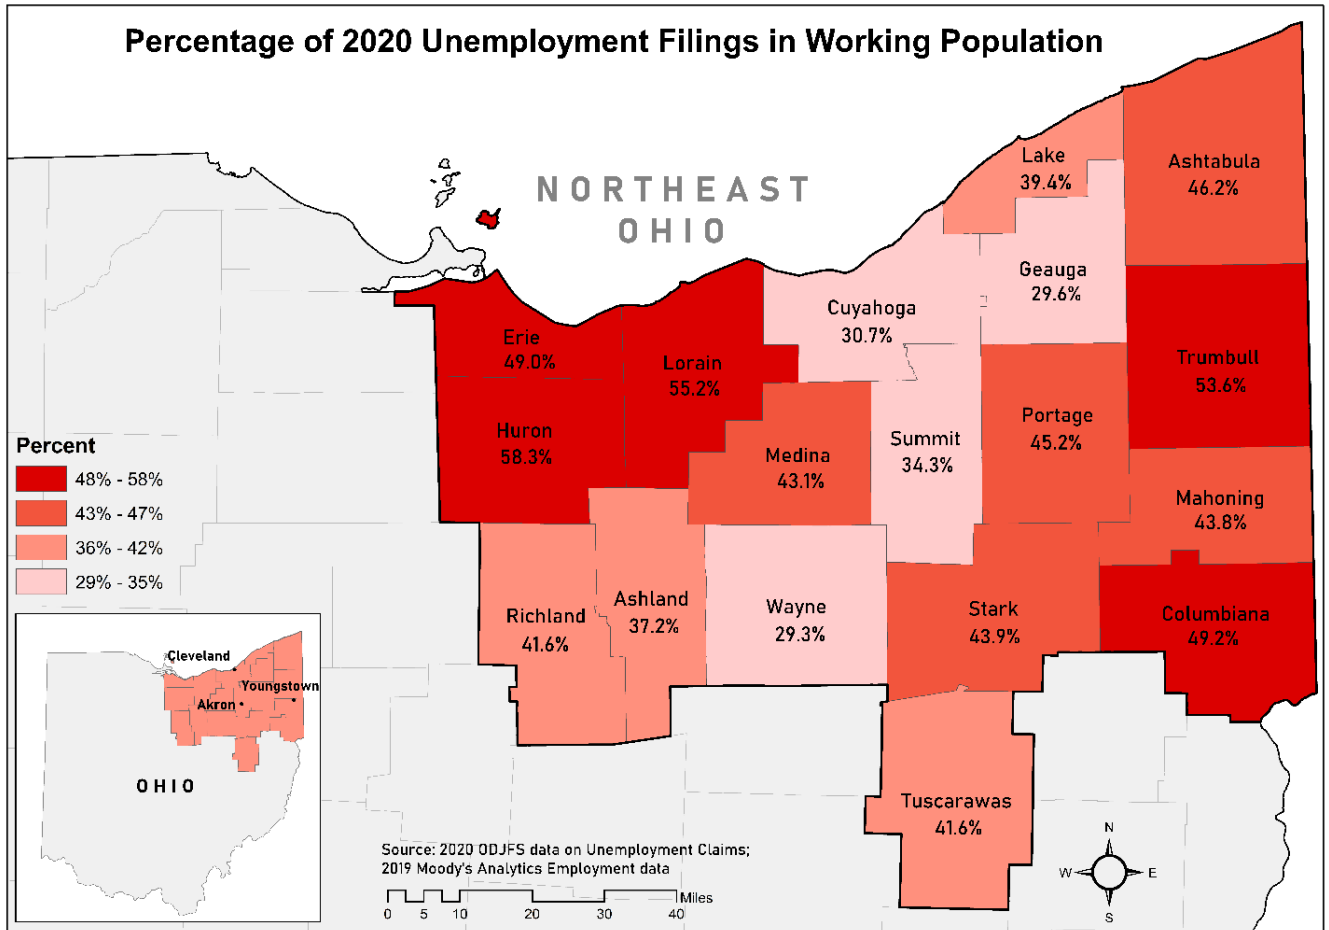 Percentage of 2020 Unemployment Filings in Working Population
NORTHEAST
OHIO
Lake
39.4%
Ashtabula
46.2%
Geauga
29.6%
Cuyahoga
30.7%
Erie
49.0%
Lorain
55.2%
Trumbull
53.6%
Huron
58.3%
Medina
43.1%
Summit
34.3%
Portage
45.2%
Mahoning
43.8%
Richland
41.6%
Ashland
37.2%
Wayne
29.3%
Stark
43.9%
Columbiana
49.2%
Tuscarawas
41.6%
Percent
48% - 58%
43% - 47%
36% - 42%
29% - 35%
Cleveland
Youngstown
Akron
OHIO
Source: 2020 ODJFS data on Unemployment Claims;
2019 Moody's Analytics Employment data
Miles
0 5 10 20 30 40
N
W E
S